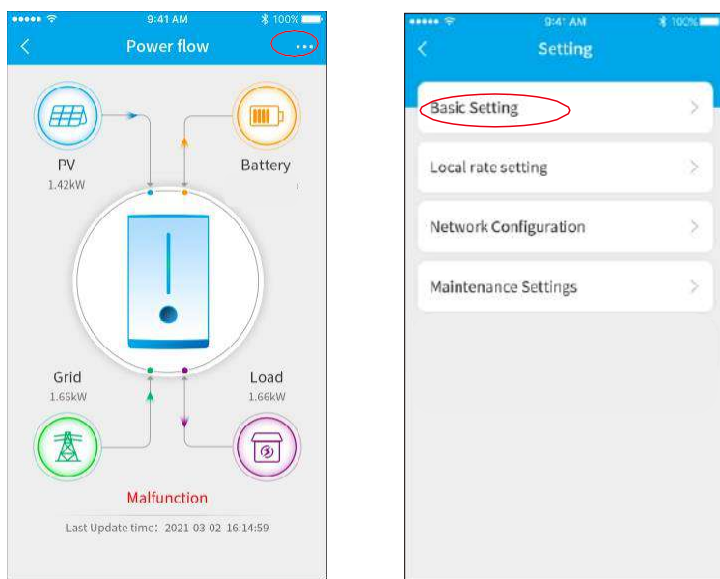 9:41 AM
100%
Power flow
PV
1.42kW
Battery
Grid
1.66kW
Load
1.66kW
Malfunction
Last Update time: 2021 03 02 16:14:59
9:41 AM
100%
Setting
Basic Setting
Local rate setting
Network Configuration
Maintenance Settings